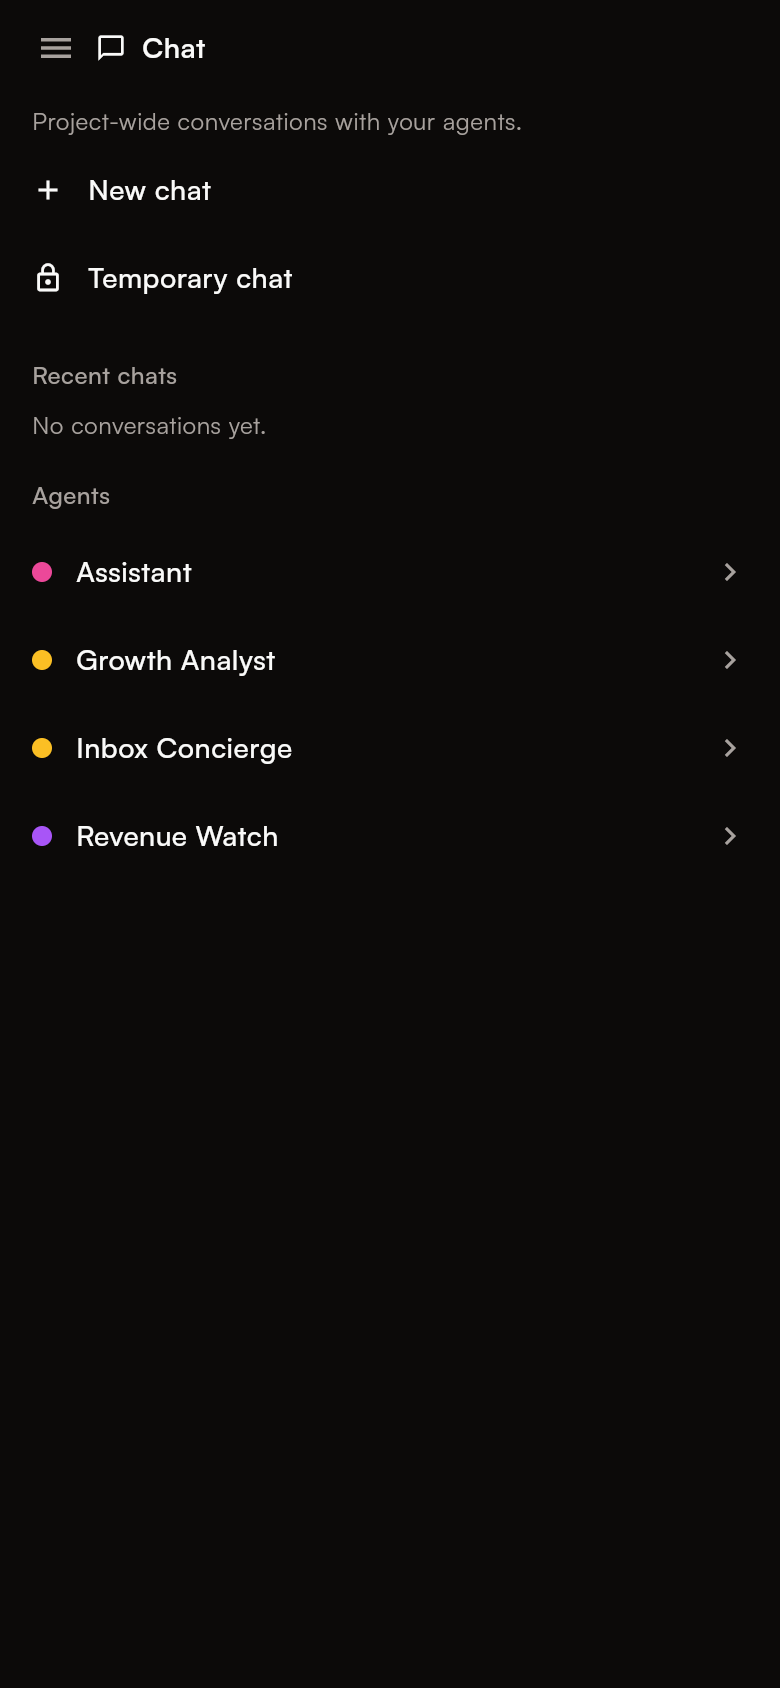 Chat
Project-wide conversations with your agents.
New chat
Temporary chat
Recent chats
No conversations yet.
Agents
Assistant
Growth Analyst
Inbox Concierge
Revenue Watch